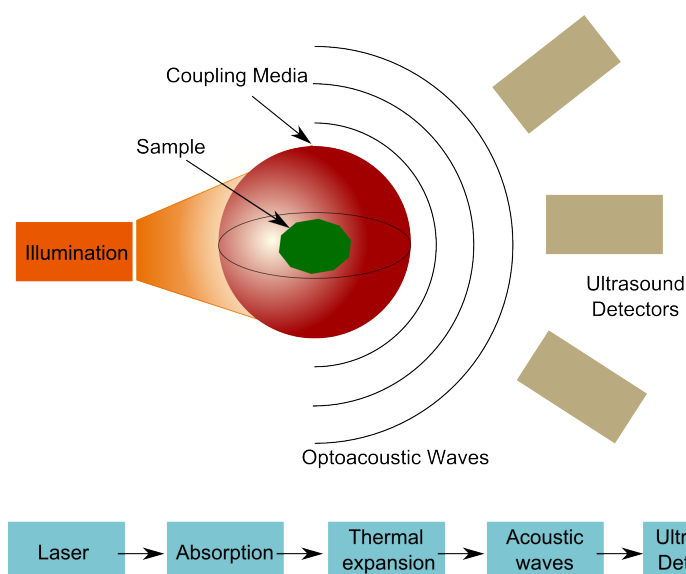 Coupling Media
Sample
Illumination
Ultrasound
Detectors
Optoacoustic Waves
Laser
Absorption
Thermal
expansion
Acoustic
waves